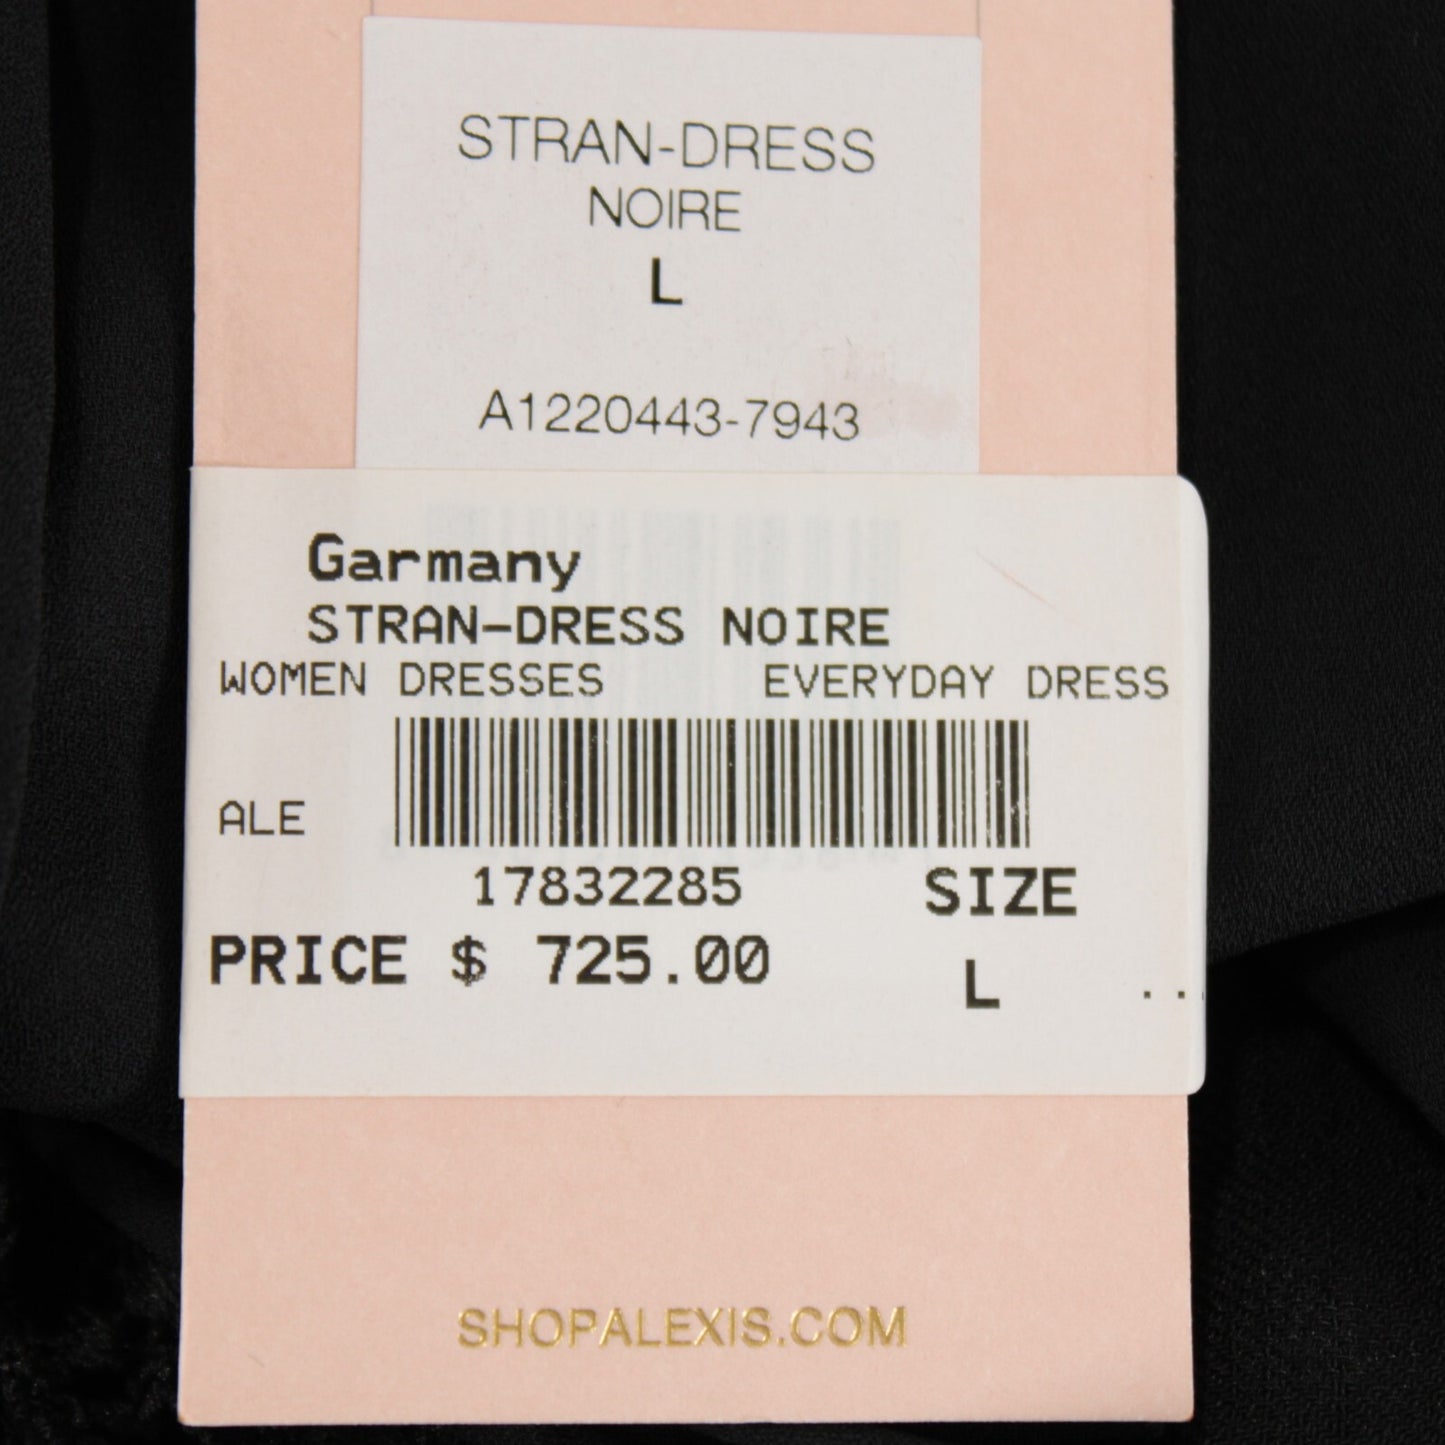 STRAN-DRESS
NOIRE
L
A1220443-7943
Garmany
STRAN-DRESS NOIRE
WOMEN DRESSES EVERYDAY DRESS
ALE
17832285 SIZE
PRICE $ 725.00 L ...
SHOPALEXIS.COM